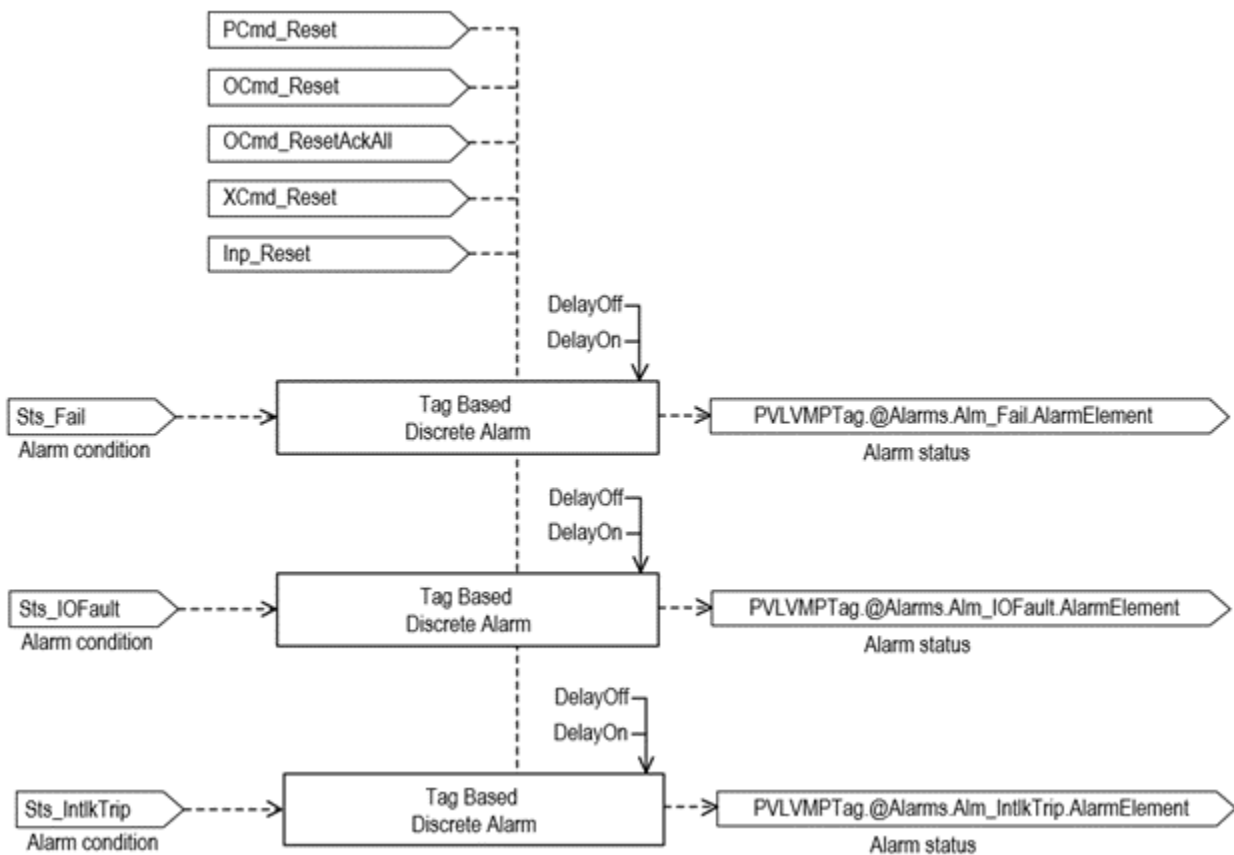 PCmd_Reset
OCmd_Reset
OCmd_ResetAckAll
XCmd_Reset
Inp_Reset
DelayOff
DelayOn
Sts_Fail
Alarm condition
Tag Based
Discrete Alarm
PVLVMPTag.@Alarms.Alm_Fail.AlarmElement
Alarm status
DelayOff
DelayOn
Sts_IOFault
Alarm condition
Tag Based
Discrete Alarm
PVLVMPTag.@Alarms.Alm_IOFault.AlarmElement
Alarm status
DelayOff
DelayOn
Sts_IntlkTrip
Alarm condition
Tag Based
Discrete Alarm
PVLVMPTag.@Alarms.Alm_IntlkTrip.AlarmElement
Alarm status